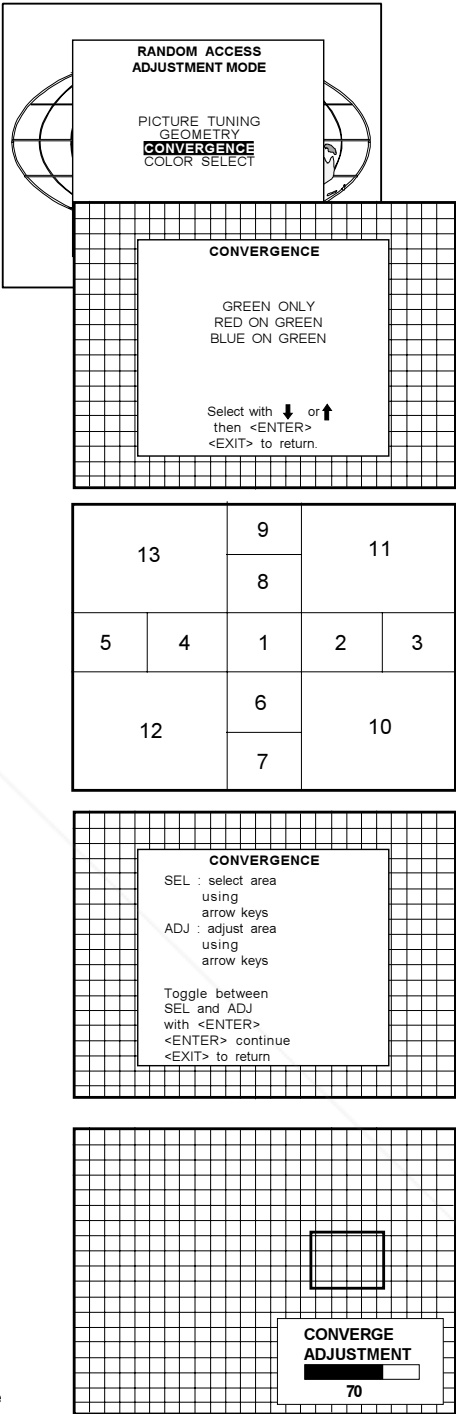 RANDOM ACCESS
ADJUSTMENT MODE
PICTURE TUNING
GEOMETRY
CONVERGENCE
COLOR SELECT
CONVERGENCE
GREEN ONLY
RED ON GREEN
BLUE ON GREEN
Select with ⬇ or ⬆
then <ENTER>
<EXIT> to return.
13 9 11
8
5 4 1 2 3
12 6 10
7
CONVERGENCE
SEL : select area
using
arrow keys
ADJ : adjust area
using
arrow keys
Toggle between
SEL and ADJ
with <ENTER>
<ENTER> continue
<EXIT> to return
CONVERGE
ADJUSTMENT
70